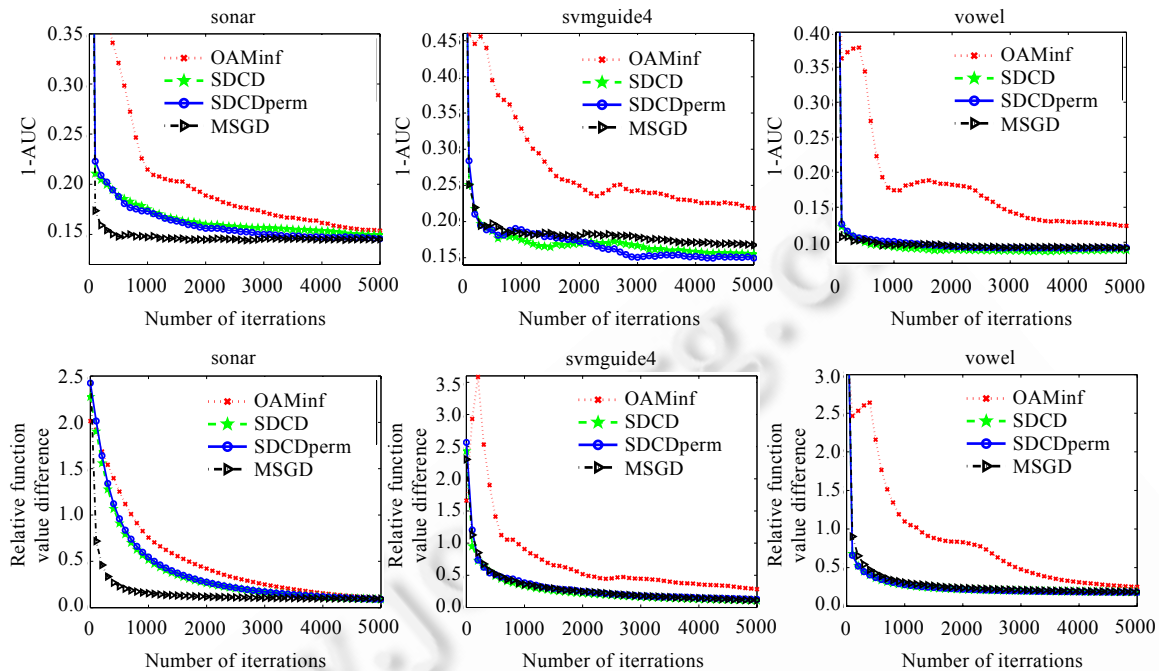 sonar
0.35
0.30
0.25
0.20
0.15
1-AUC
OAMinf
SDCD
SDCDperm
MSGD
0 1000 2000 3000 4000 5000
Number of iterrations
svmguide4
0.45
0.40
0.35
0.30
0.25
0.20
0.15
1-AUC
OAMinf
SDCD
SDCDperm
MSGD
0 1000 2000 3000 4000 5000
Number of iterrations
vowel
0.40
0.35
0.30
0.25
0.20
0.15
0.10
1-AUC
OAMinf
SDCD
SDCDperm
MSGD
0 1000 2000 3000 4000 5000
Number of iterrations
sonar
2.5
2.0
1.5
1.0
0.5
0.0
Relative function
value difference
OAMinf
SDCD
SDCDperm
MSGD
0 1000 2000 3000 4000 5000
Number of iterrations
svmguide4
3.5
3.0
2.5
2.0
1.5
1.0
0.5
0.0
Relative function
value difference
OAMinf
SDCD
SDCDperm
MSGD
0 1000 2000 3000 4000 5000
Number of iterrations
vowel
3.0
2.5
2.0
1.5
1.0
0.5
0.0
Relative function
value difference
OAMinf
SDCD
SDCDperm
MSGD
0 1000 2000 3000 4000 5000
Number of iterrations